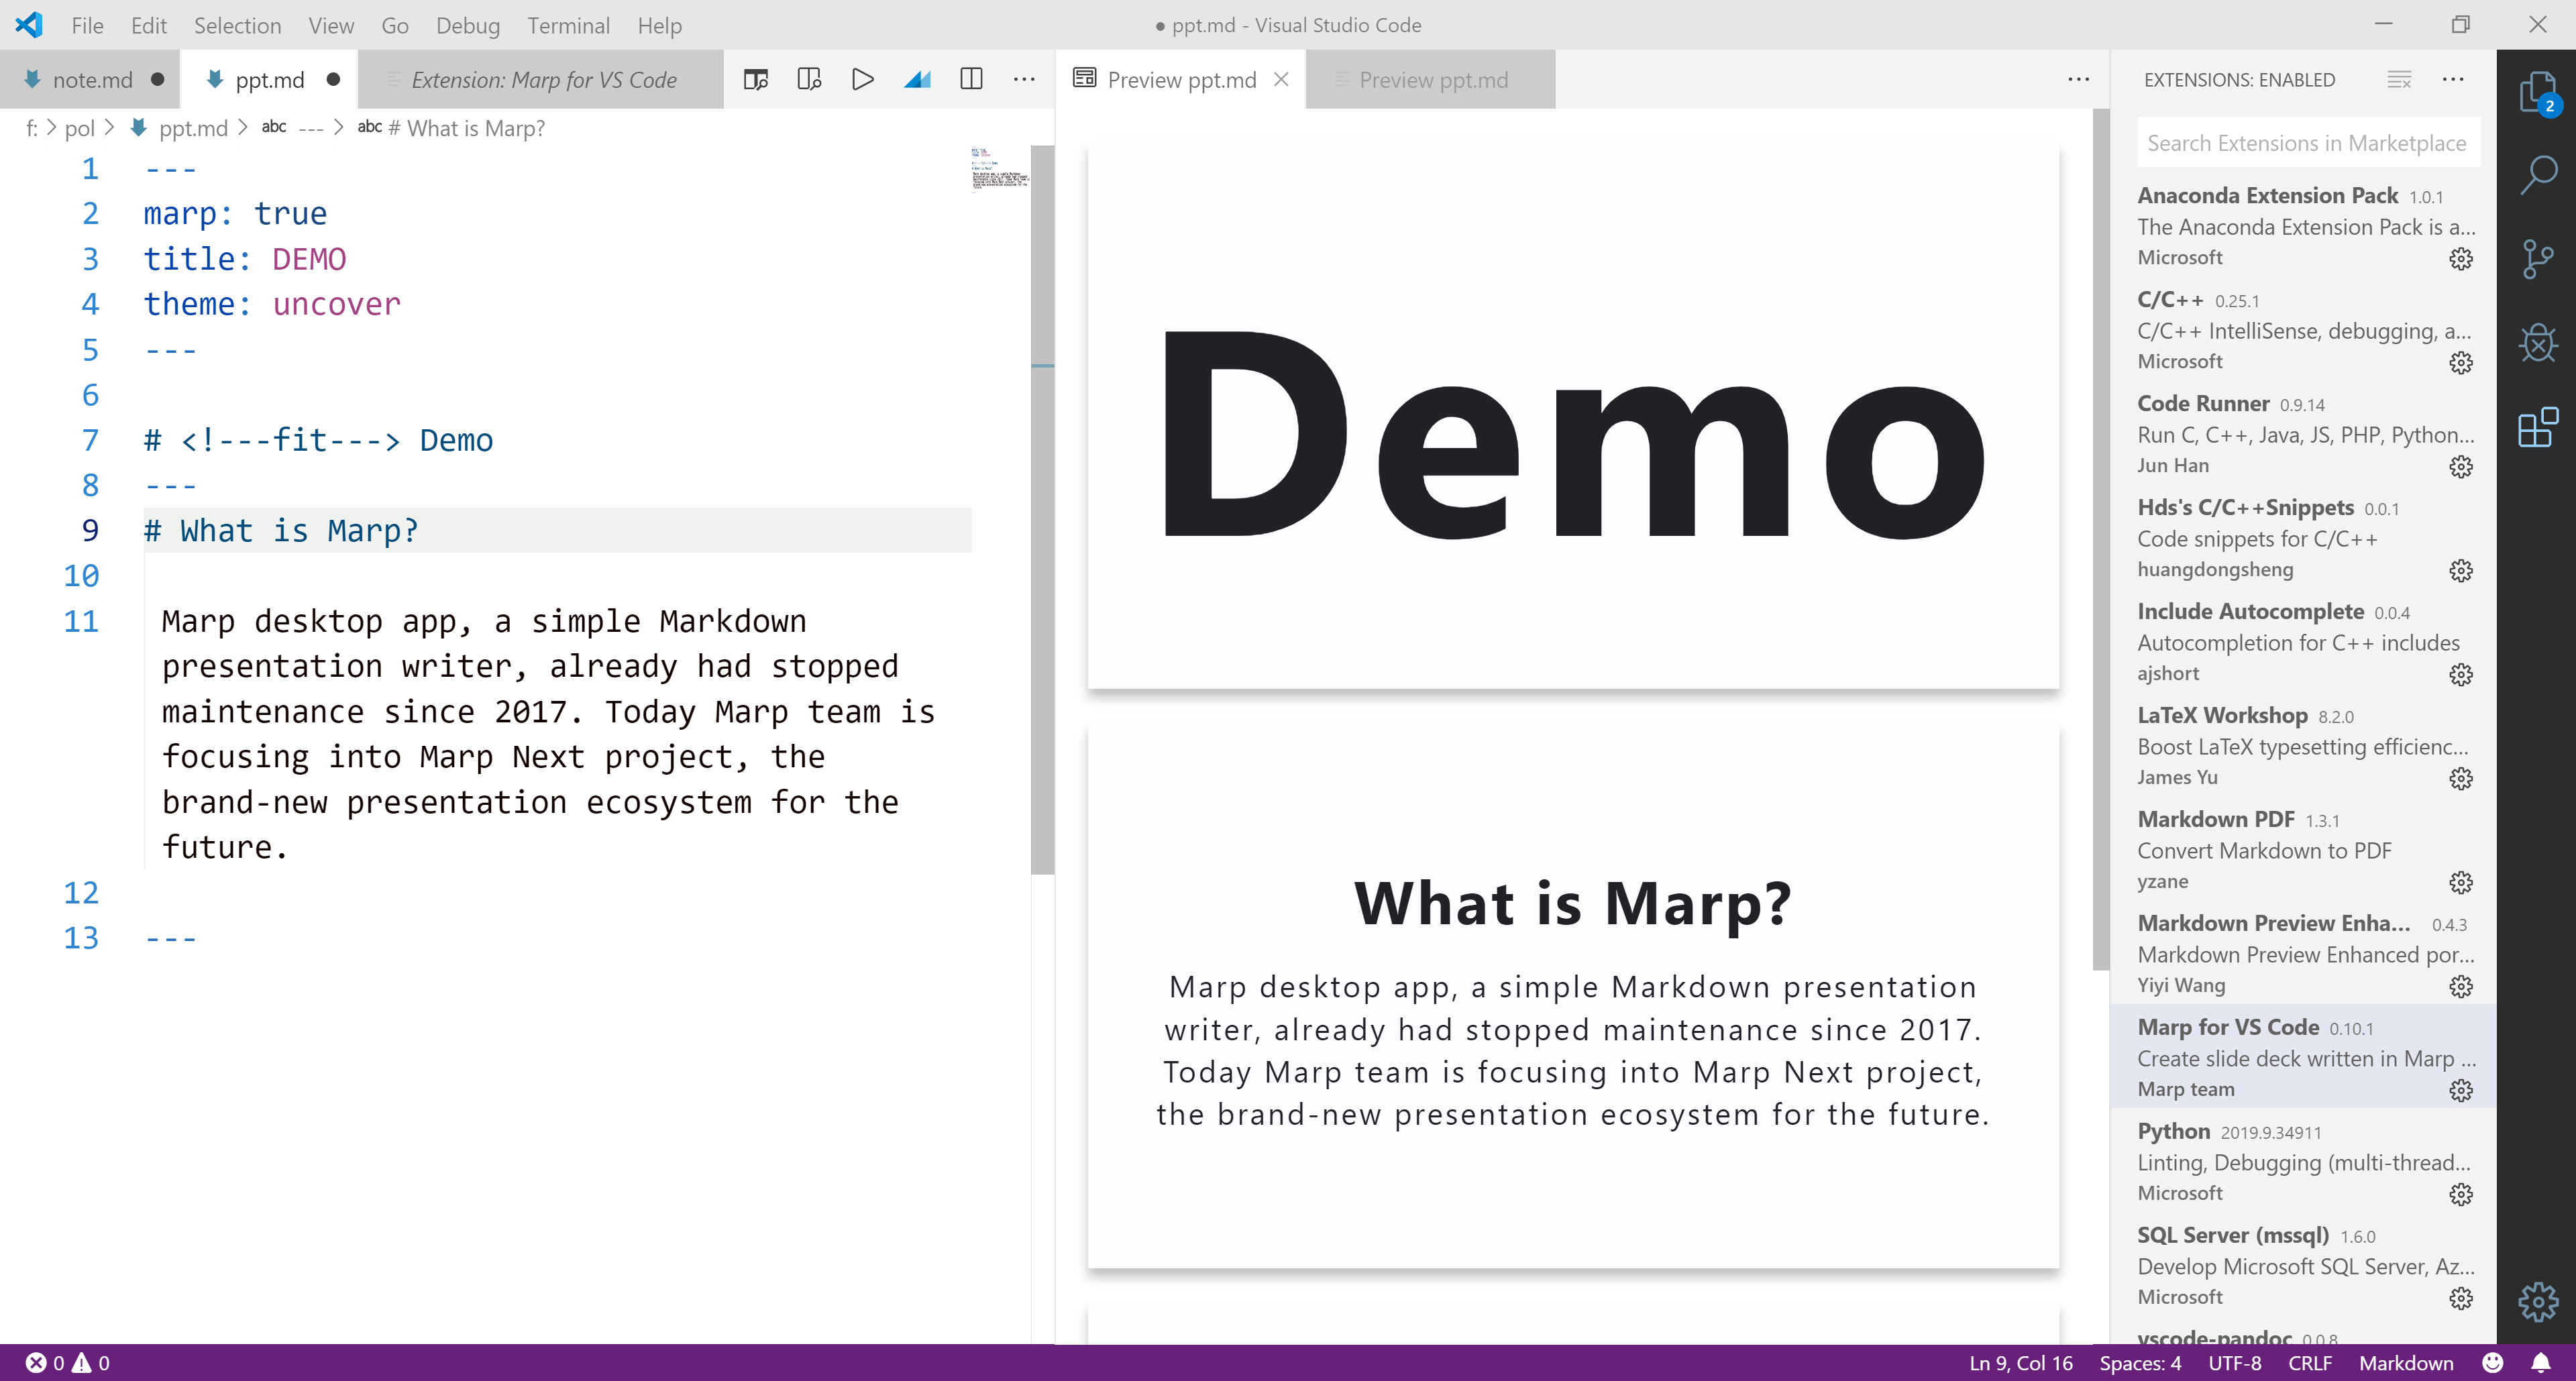 File Edit Selection View Go Debug Terminal Help
● ppt.md - Visual Studio Code
note.md ● ppt.md ● Extension: Marp for VS Code
f: > pol > ppt.md > abc --- > abc # What is Marp?
1 ---
2 marp: true
3 title: DEMO
4 theme: uncover
5 ---
6
7 # <!---fit---> Demo
8 ---
9 # What is Marp?
10
11 Marp desktop app, a simple Markdown
presentation writer, already had stopped
maintenance since 2017. Today Marp team is
focusing into Marp Next project, the
brand-new presentation ecosystem for the
future.
12
13 ---
Preview ppt.md Preview ppt.md
Demo
What is Marp?
Marp desktop app, a simple Markdown presentation
writer, already had stopped maintenance since 2017.
Today Marp team is focusing into Marp Next project,
the brand-new presentation ecosystem for the future.
EXTENSIONS: ENABLED
Search Extensions in Marketplace
Anaconda Extension Pack 1.0.1
The Anaconda Extension Pack is a...
Microsoft
C/C++ 0.25.1
C/C++ IntelliSense, debugging, a...
Microsoft
Code Runner 0.9.14
Run C, C++, Java, JS, PHP, Python...
Jun Han
Hds's C/C++Snippets 0.0.1
Code snippets for C/C++
huangdongsheng
Include Autocomplete 0.0.4
Autocompletion for C++ includes
ajshort
LaTeX Workshop 8.2.0
Boost LaTeX typesetting efficienc...
James Yu
Markdown PDF 1.3.1
Convert Markdown to PDF
yzane
Markdown Preview Enha... 0.4.3
Markdown Preview Enhanced por...
Yiyi Wang
Marp for VS Code 0.10.1
Create slide deck written in Marp ...
Marp team
Python 2019.9.34911
Linting, Debugging (multi-thread...
Microsoft
SQL Server (mssql) 1.6.0
Develop Microsoft SQL Server, Az...
Microsoft
vscode-pandoc 0.0.8
2
0 0
Ln 9, Col 16 Spaces: 4 UTF-8 CRLF Markdown